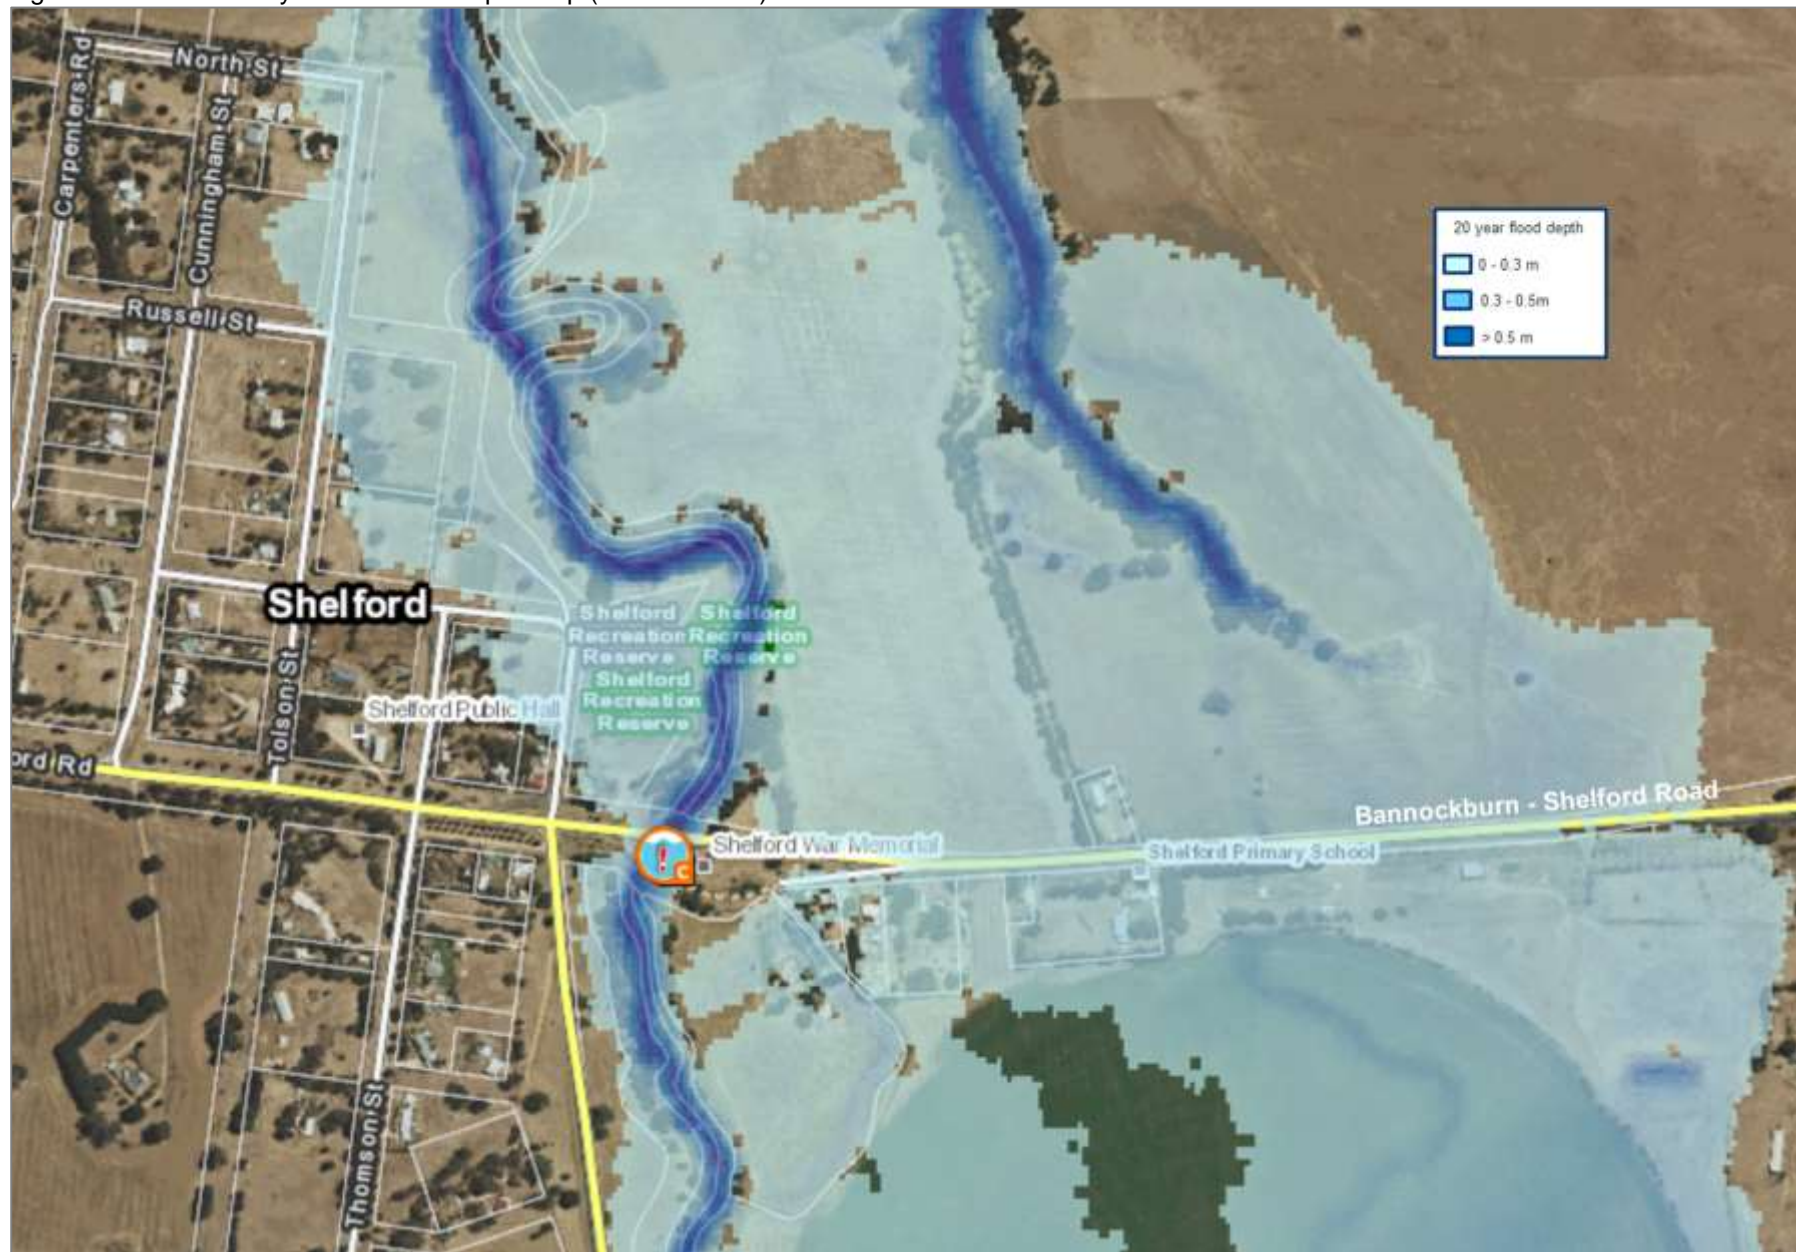 North St
Carpenters Rd
Cunningham St
20 year flood depth
0 - 0.3 m
0.3 - 0.5m
> 0.5 m
Russell St
Shelford
Shelford
Recreation
Reserve
Shelford
Recreation
Reserve
Shelford
Recreation
Reserve
Tolson St
Shelford Public Hall
ord Rd
Bannockburn - Shelford Road
Shelford War Memorial
Shelford Primary School
!
C
Thomson St